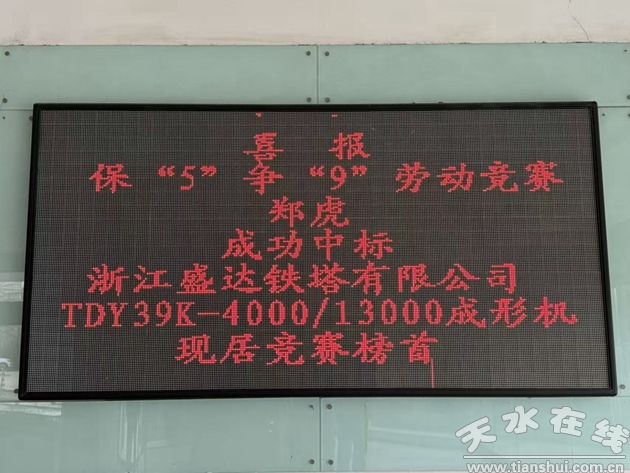 喜报
保“5”争“9”劳动竞赛
郑虎
成功中标
浙江盛达铁塔有限公司
TDY39K-4000/13000成形机
现居竞赛榜首
天水在线
www.tianshui.com.cn